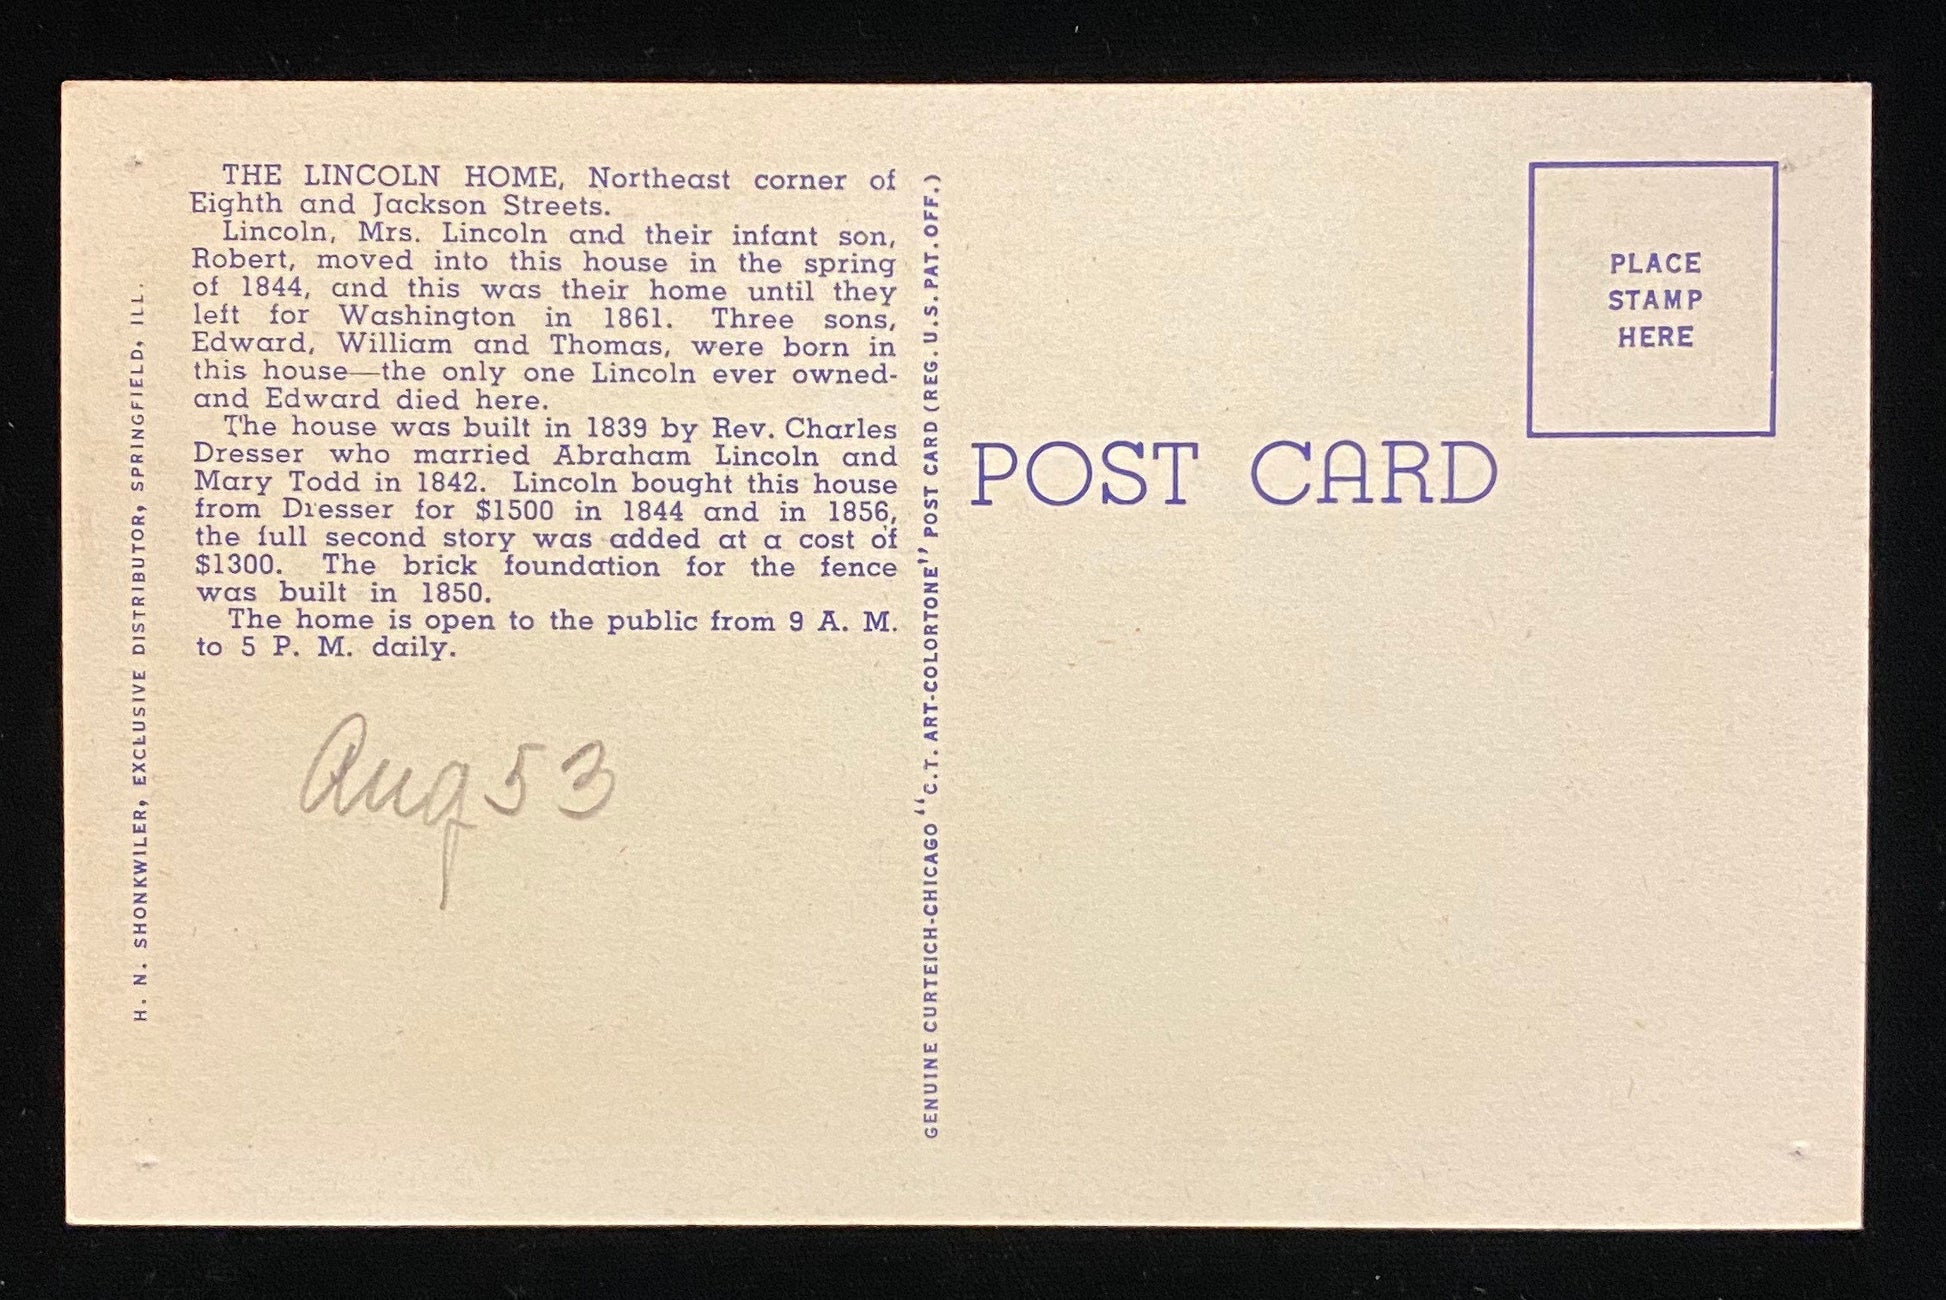 THE LINCOLN HOME, Northeast corner of
Eighth and Jackson Streets.
Lincoln, Mrs. Lincoln and their infant son,
Robert, moved into this house in the spring
of 1844, and this was their home until they
left for Washington in 1861. Three sons,
Edward, William and Thomas, were born in
this house—the only one Lincoln ever owned-
and Edward died here.
The house was built in 1839 by Rev. Charles
Dresser who married Abraham Lincoln and
Mary Todd in 1842. Lincoln bought this house
from Dresser for $1500 in 1844 and in 1856,
the full second story was added at a cost of
$1300. The brick foundation for the fence
was built in 1850.
The home is open to the public from 9 A. M.
to 5 P. M. daily.
Aug 53
H. N. SHONKWILER, EXCLUSIVE DISTRIBUTOR, SPRINGFIELD, ILL.
GENUINE CURTEICH-CHICAGO "C.T. ART-COLORTONE" POST CARD (REG. U.S. PAT. OFF.)
POST CARD
PLACE
STAMP
HERE